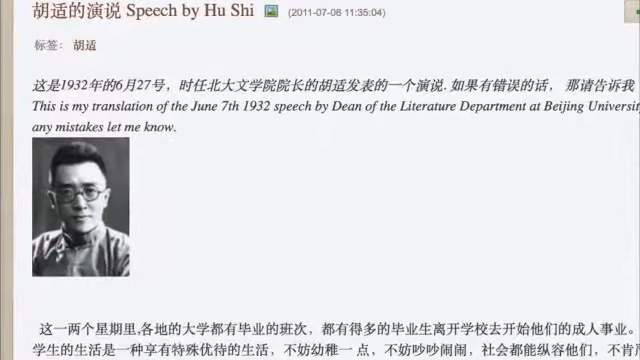 胡适的演说 Speech by Hu Shi (2011-07-06 11:35:04)
标签： 胡适
这是1932年的6月27号，时任北大文学院院长的胡适发表的一个演说. 如果有错误的话， 那请告诉我
This is my translation of the June 7th 1932 speech by Dean of the Literature Department at Beijing University
any mistakes let me know.
这一两个星期里,各地的大学都有毕业的班次，都有得多的毕业生离开学校去开始他们的成人事业。
学生的生活是一种享有特殊优待的生活，不妨幼稚一 点，不妨吵吵闹闹，社会都能纵容他们，不肯